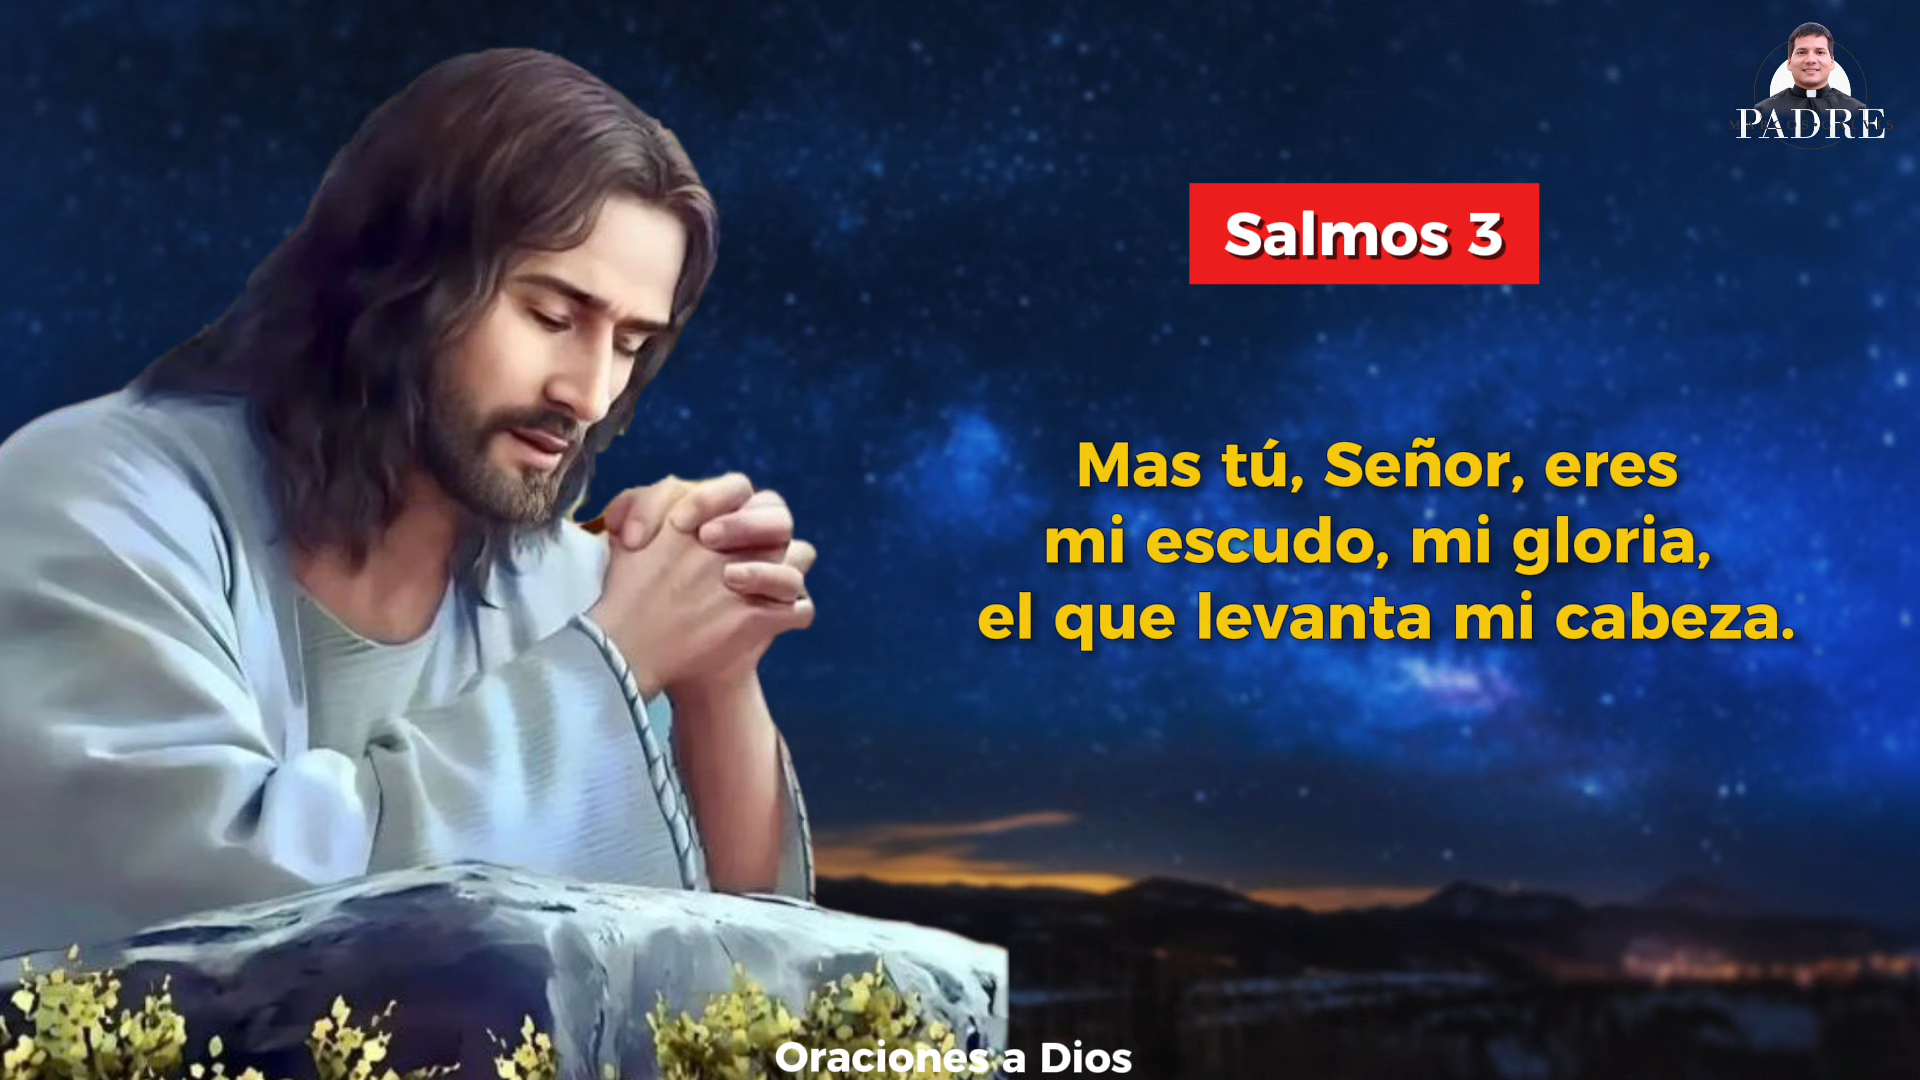 PADRE
Salmos 3
Mas tú, Señor, eres
mi escudo, mi gloria,
el que levanta mi cabeza.
Oraciones a Dios